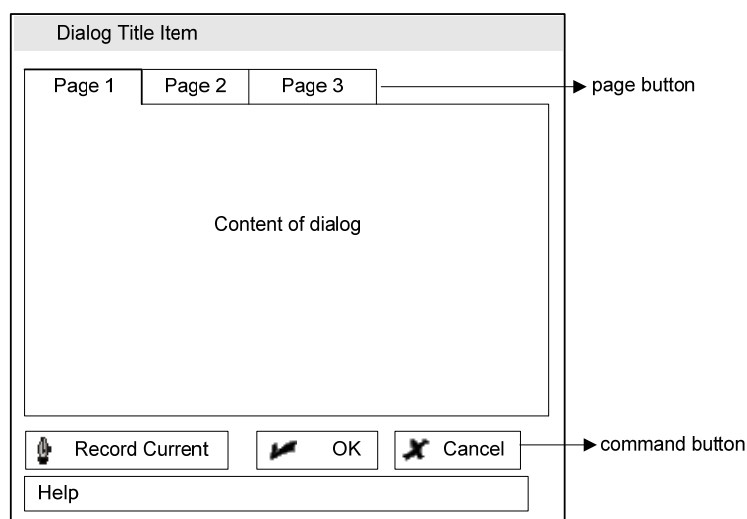 Dialog Title Item
Page 1 Page 2 Page 3 page button
Content of dialog
Record Current OK Cancel command button
Help